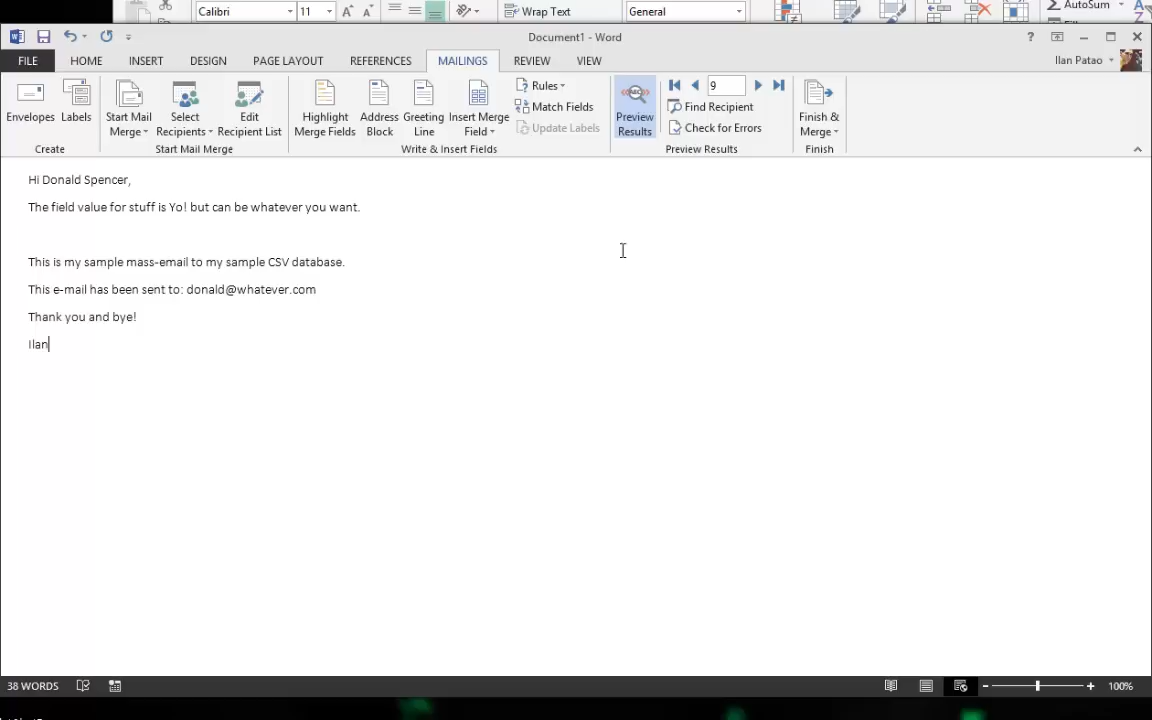 Calibri 11 Wrap Text General AutoSum
Document1 - Word
FILE HOME INSERT DESIGN PAGE LAYOUT REFERENCES MAILINGS REVIEW VIEW Ilan Patao
Envelopes Labels Start Mail Merge Select Recipients Edit Recipient List Highlight Merge Fields Address Block Greeting Line Insert Merge Field Rules Match Fields Update Labels Preview Results 9 Find Recipient Check for Errors Finish & Merge
Create Start Mail Merge Write & Insert Fields Preview Results Finish
Hi Donald Spencer,
The field value for stuff is Yo! but can be whatever you want.
This is my sample mass-email to my sample CSV database.
This e-mail has been sent to: donald@whatever.com
Thank you and bye!
Ilan
38 WORDS 100%